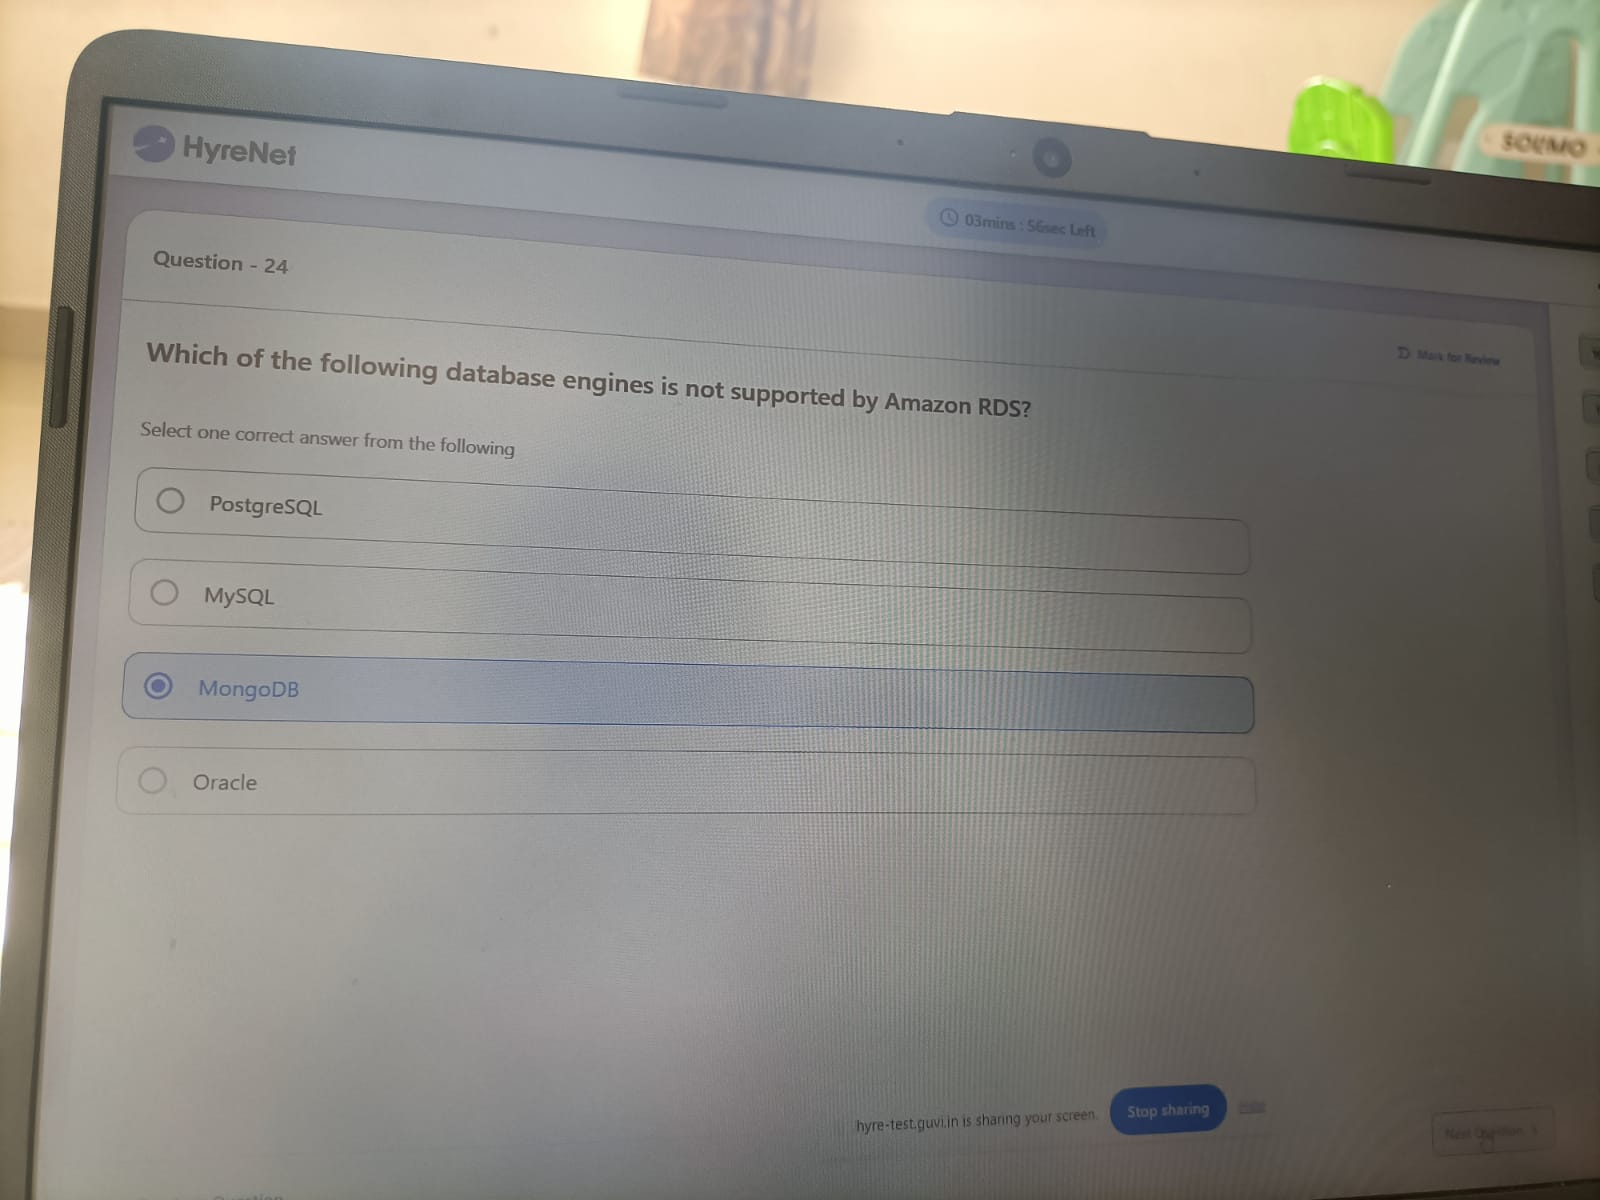 HyreNet
03mins : 56sec Left
Question - 24
Mark for Review
Which of the following database engines is not supported by Amazon RDS?
Select one correct answer from the following
PostgreSQL
MySQL
MongoDB
Oracle
hyre-test.guvi.in is sharing your screen.
Stop sharing
Hide
Next Question
SOLIMO